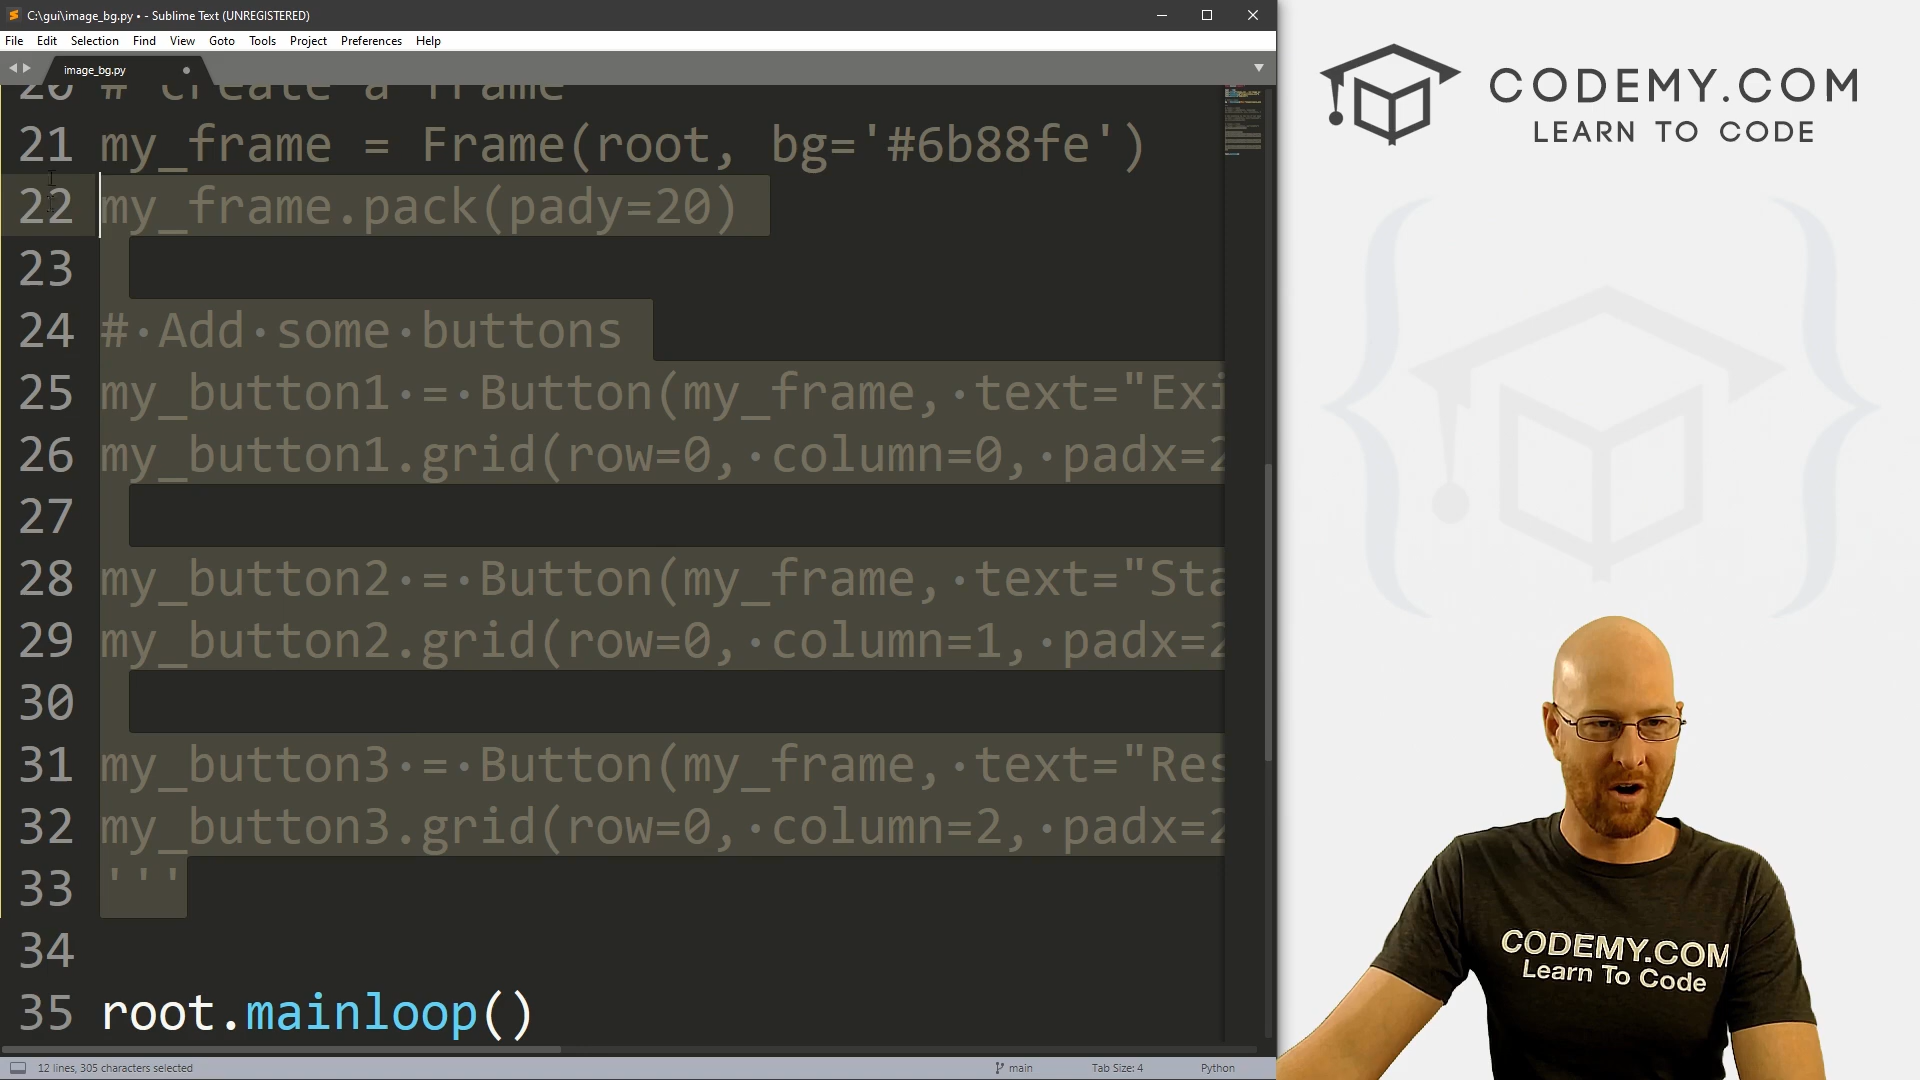 C:\gui\image_bg.py • - Sublime Text (UNREGISTERED)
File Edit Selection Find View Goto Tools Project Preferences Help
image_bg.py
20 # Create a frame
21 my_frame = Frame(root, bg='#6b88fe')
22 my_frame.pack(pady=20)
23
24 # Add some buttons
25 my_button1 = Button(my_frame, text="Exi
26 my_button1.grid(row=0, column=0, padx=2
27
28 my_button2 = Button(my_frame, text="Sta
29 my_button2.grid(row=0, column=1, padx=2
30
31 my_button3 = Button(my_frame, text="Res
32 my_button3.grid(row=0, column=2, padx=2
33 '''
34
35 root.mainloop()
12 lines, 305 characters selected
main
Tab Size: 4
Python
CODEMY.COM
LEARN TO CODE
CODEMY.COM
Learn To Code